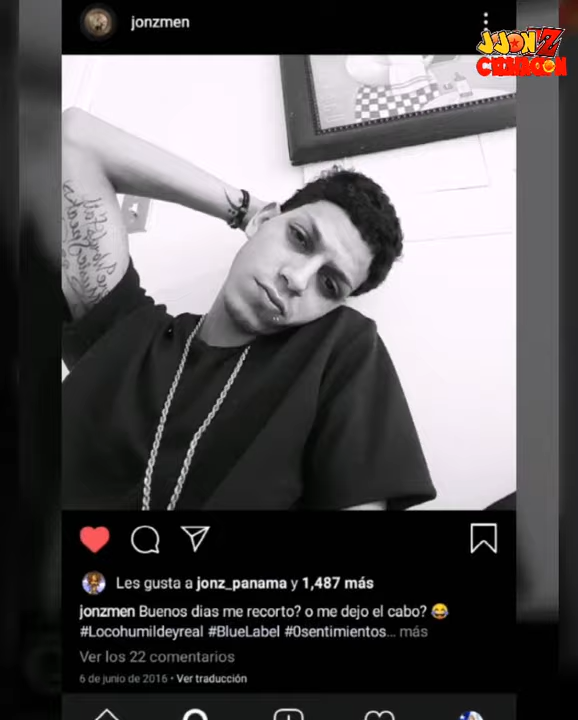 jonzmen
JJONZ
CHARCON
Les gusta a jonz_panama y 1,487 más
jonzmen Buenos dias me recorto? o me dejo el cabo? 😂
#Locohumildeyreal #BlueLabel #0sentimientos... más
Ver los 22 comentarios
6 de junio de 2016 • Ver traducción